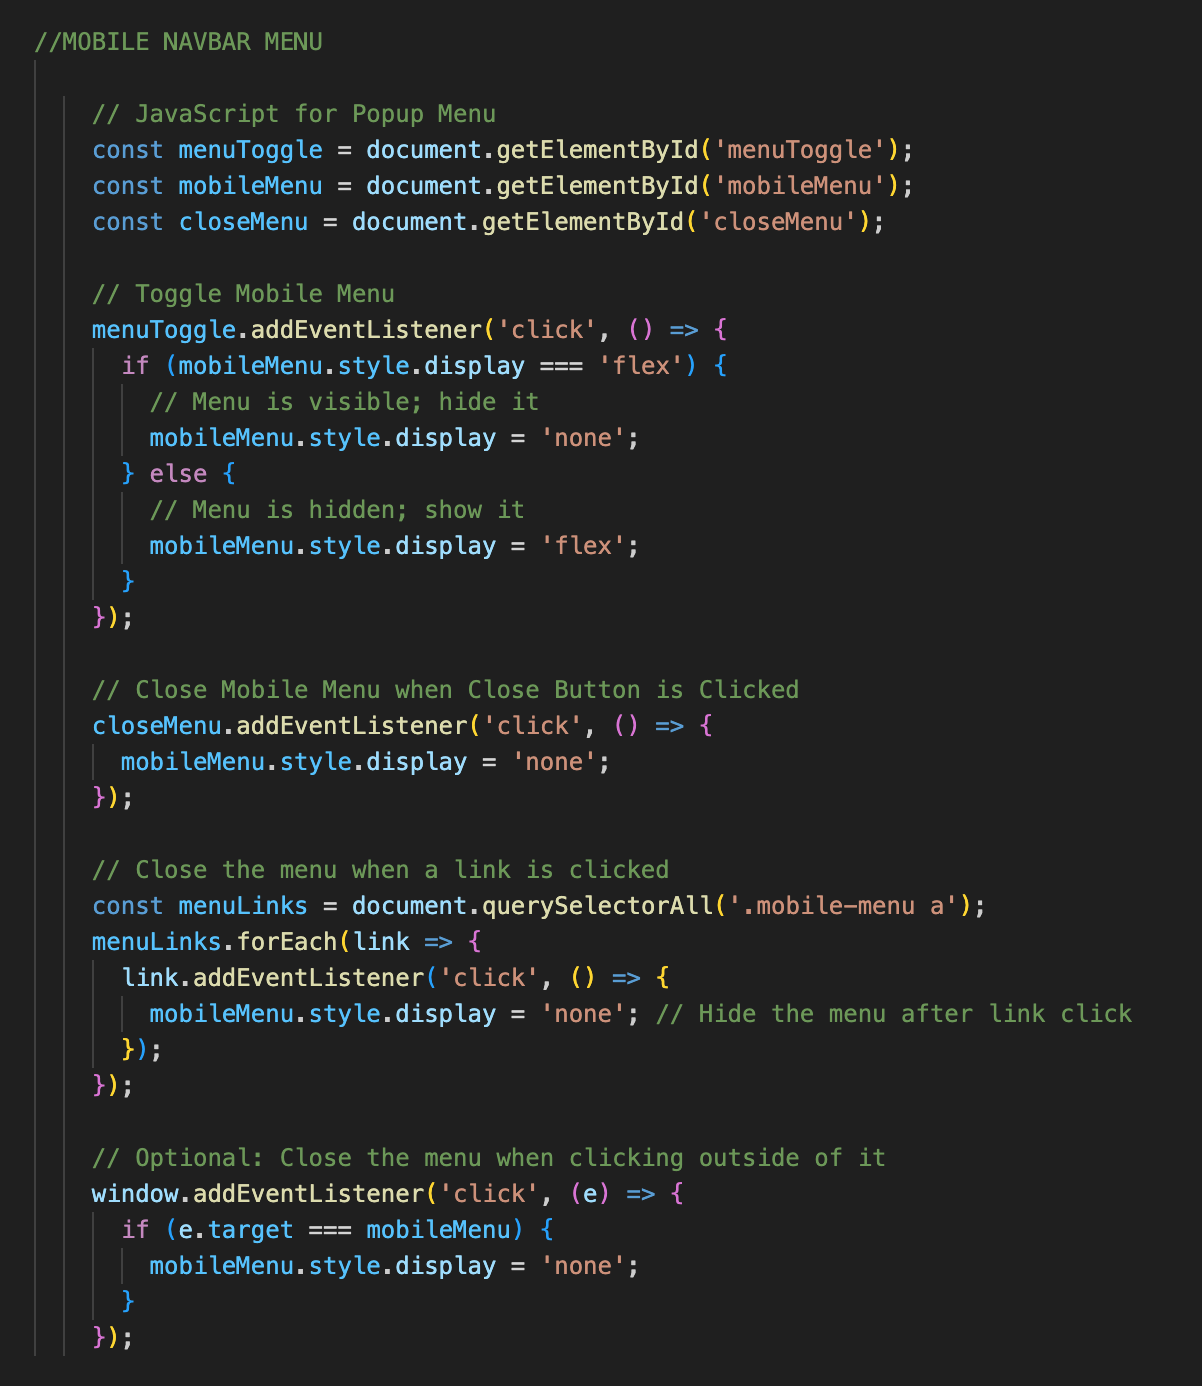 //MOBILE NAVBAR MENU
// JavaScript for Popup Menu
const menuToggle = document.getElementById('menuToggle');
const mobileMenu = document.getElementById('mobileMenu');
const closeMenu = document.getElementById('closeMenu');
// Toggle Mobile Menu
menuToggle.addEventListener('click', () => {
if (mobileMenu.style.display === 'flex') {
// Menu is visible; hide it
mobileMenu.style.display = 'none';
} else {
// Menu is hidden; show it
mobileMenu.style.display = 'flex';
}
});
// Close Mobile Menu when Close Button is Clicked
closeMenu.addEventListener('click', () => {
mobileMenu.style.display = 'none';
});
// Close the menu when a link is clicked
const menuLinks = document.querySelectorAll('.mobile-menu a');
menuLinks.forEach(link => {
link.addEventListener('click', () => {
mobileMenu.style.display = 'none'; // Hide the menu after link click
});
});
// Optional: Close the menu when clicking outside of it
window.addEventListener('click', (e) => {
if (e.target === mobileMenu) {
mobileMenu.style.display = 'none';
}
});